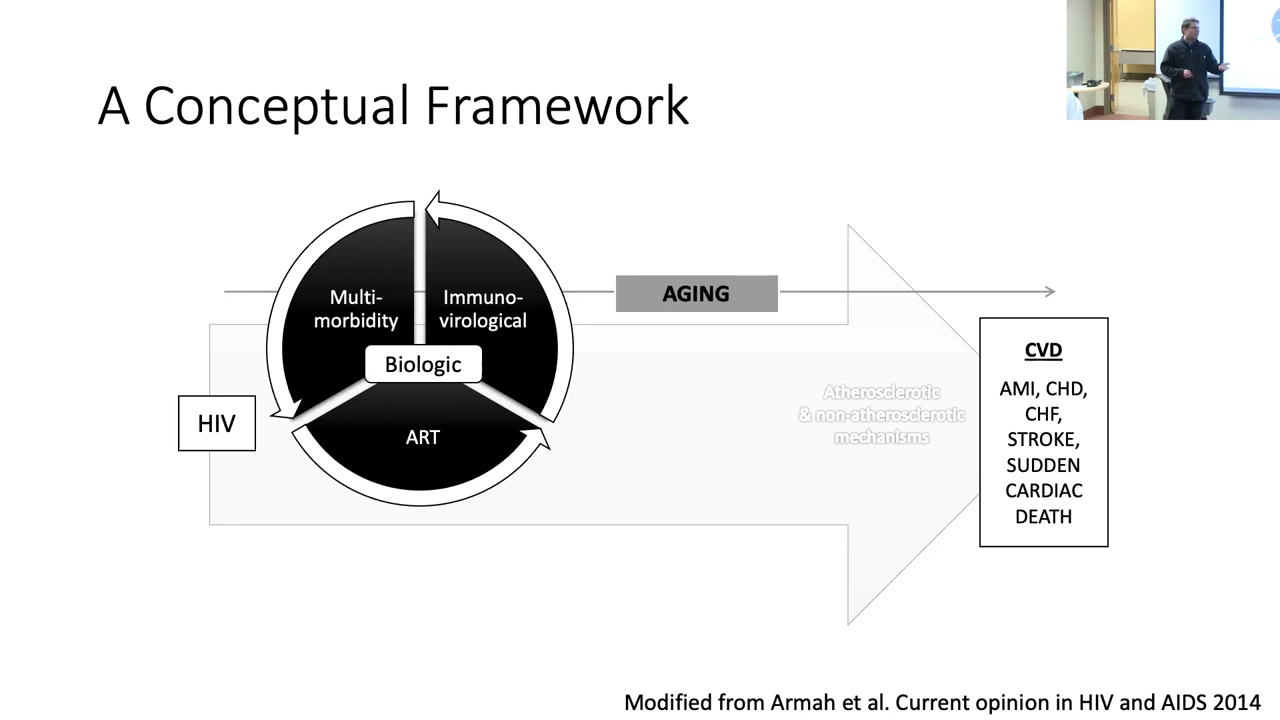 A Conceptual Framework
AGING
Multi-
morbidity
Immuno-
virological
Biologic
ART
HIV
Atherosclerotic
& non-atherosclerotic
mechanisms
CVD
AMI, CHD,
CHF,
STROKE,
SUDDEN
CARDIAC
DEATH
Modified from Armah et al. Current opinion in HIV and AIDS 2014